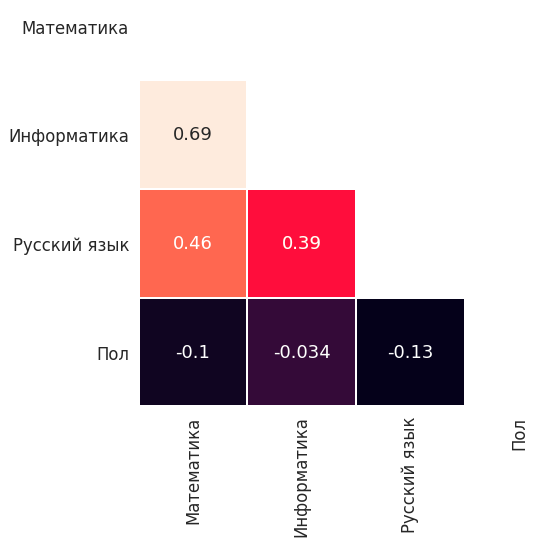 Математика
Информатика
0.69
Русский язык
0.46
0.39
Пол
-0.1
-0.034
-0.13
Математика
Информатика
Русский язык
Пол